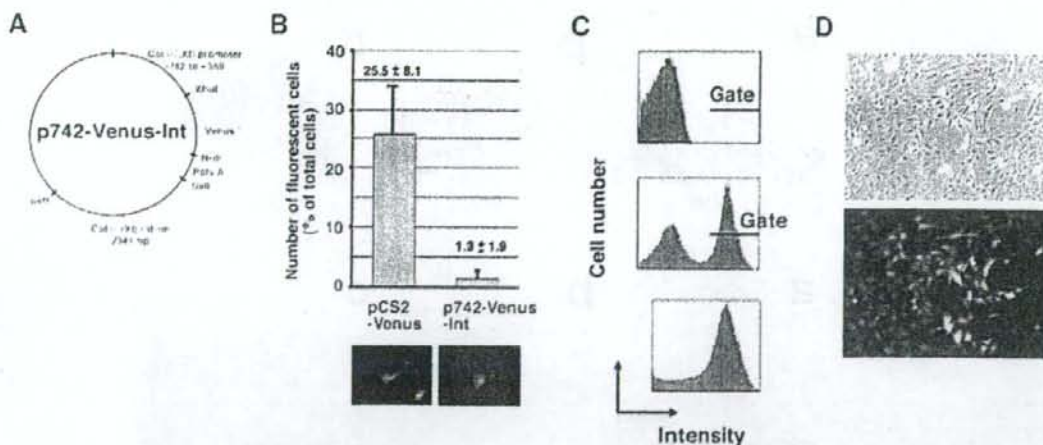 A
B
C
D
promoter
p742-Venus-Int
Venus
Poly A
Number of fluorescent cells
(% of total cells)
40
30
20
10
0
25.5 ± 8.1
1.3 ± 1.9
pCS2
-Venus
p742-Venus
-Int
Cell number
Gate
Gate
Intensity